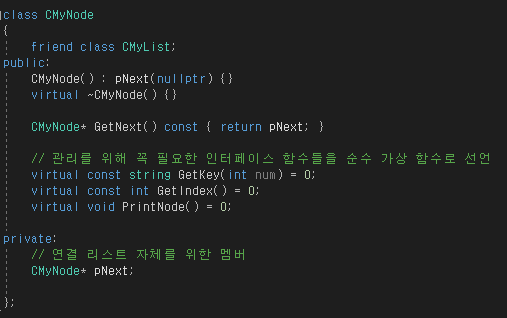 class CMyNode
{
    friend class CMyList;
public:
    CMyNode() : pNext(nullptr) {}
    virtual ~CMyNode() {}
    CMyNode* GetNext() const { return pNext; }
    // 관리를 위해 꼭 필요한 인터페이스 함수들을 순수 가상 함수로 선언
    virtual const string GetKey(int num) = 0;
    virtual const int GetIndex() = 0;
    virtual void PrintNode() = 0;
private:
    // 연결 리스트 자체를 위한 멤버
    CMyNode* pNext;
};